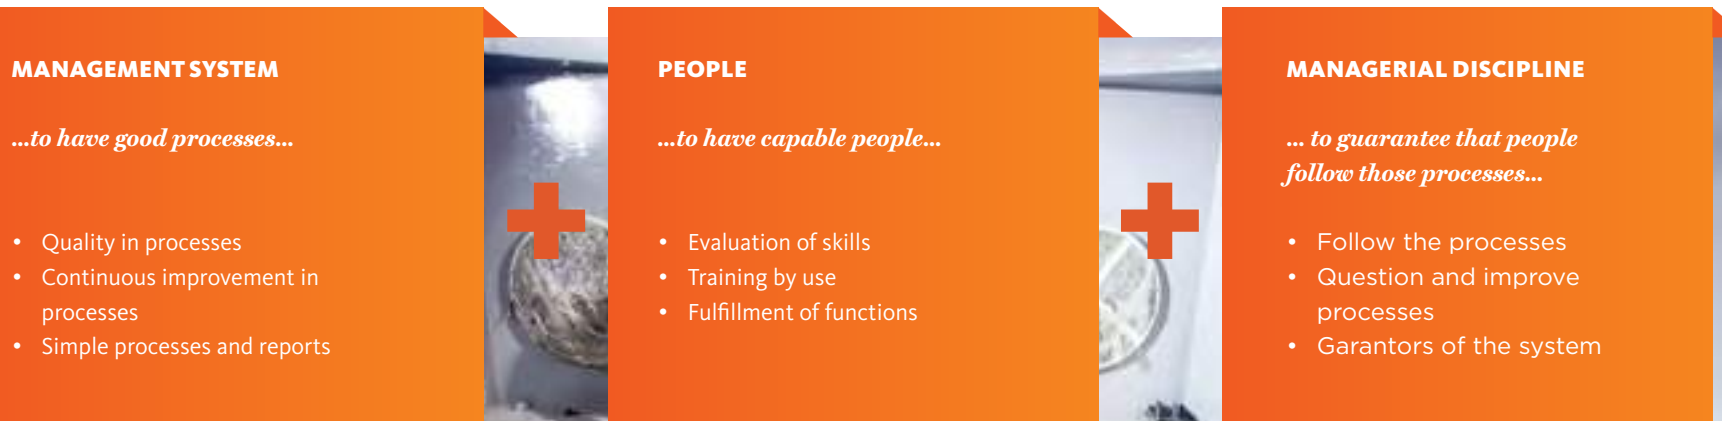 MANAGEMENT SYSTEM
...to have good processes...
• Quality in processes
• Continuous improvement in
processes
• Simple processes and reports
PEOPLE
...to have capable people...
• Evaluation of skills
• Training by use
• Fulfillment of functions
MANAGERIAL DISCIPLINE
... to guarantee that people
follow those processes...
• Follow the processes
• Question and improve
processes
• Garantors of the system